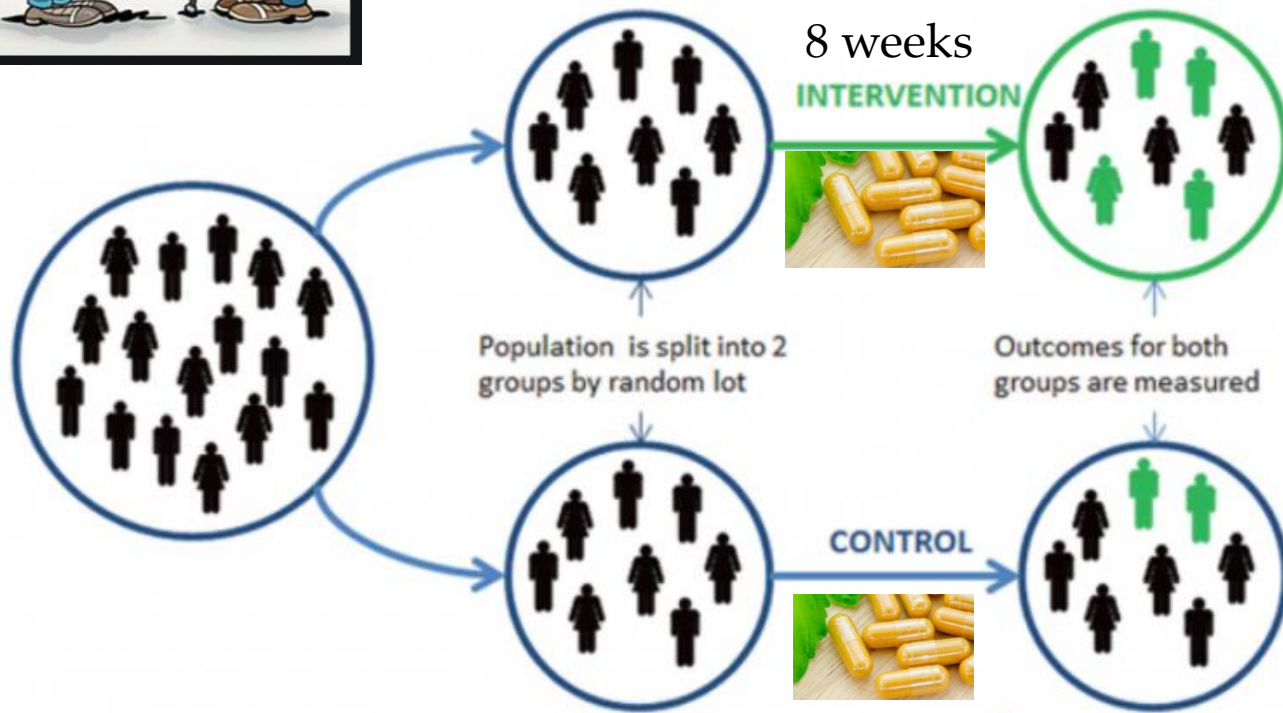 8 weeks
INTERVENTION
Population is split into 2
groups by random lot
Outcomes for both
groups are measured
CONTROL